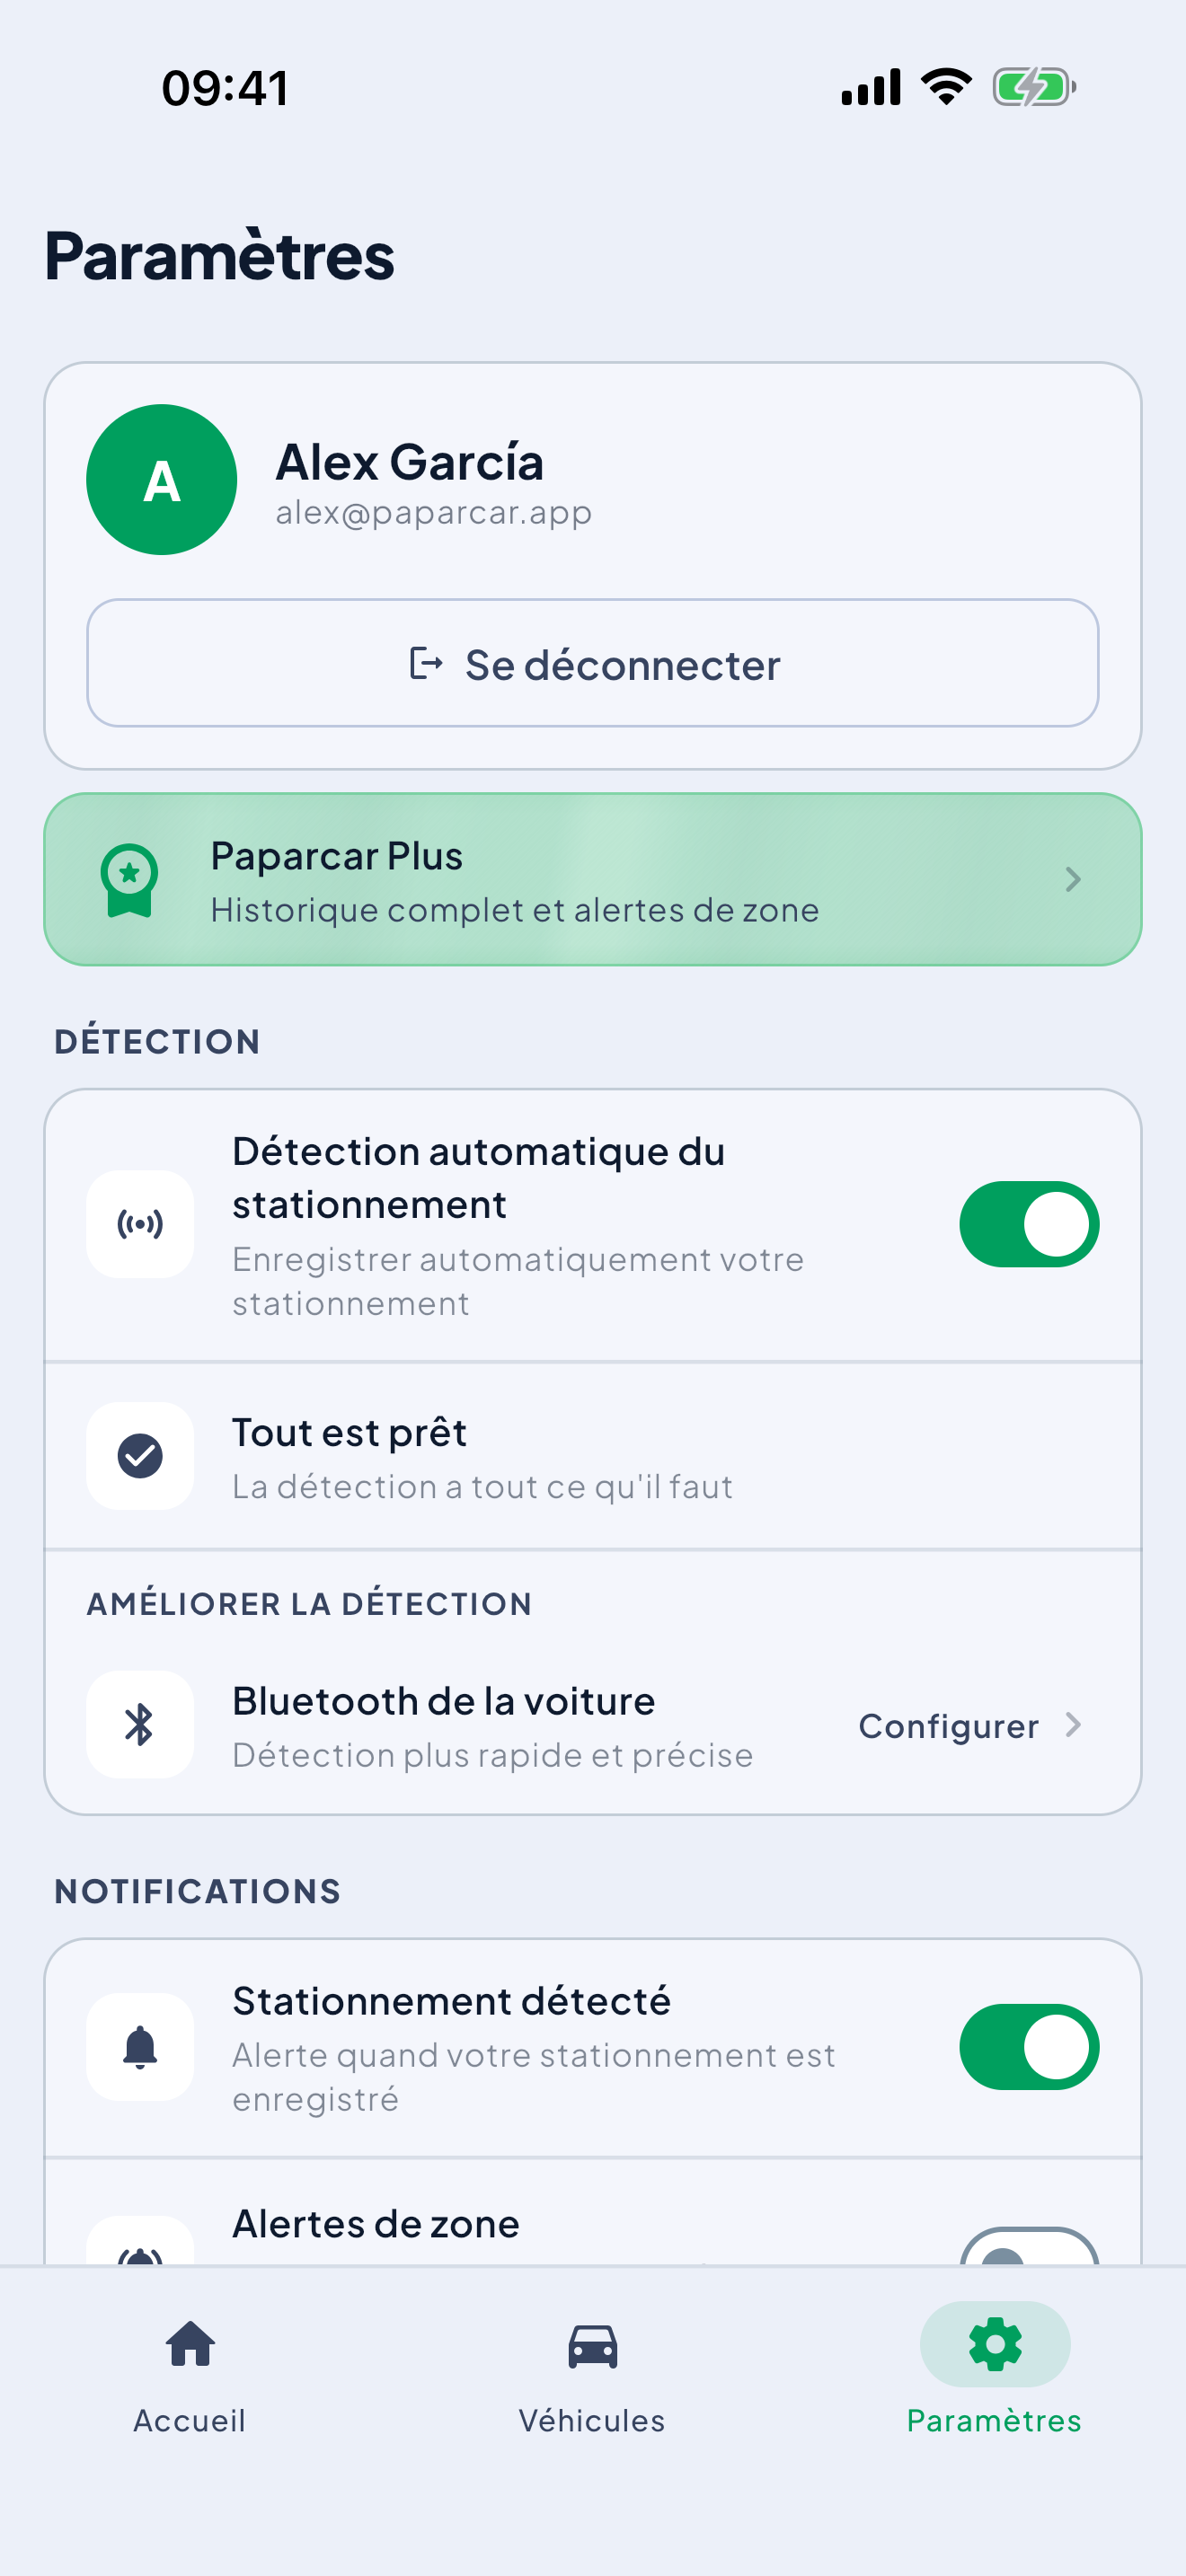 09:41
Paramètres
A
Alex García
alex@paparcar.app
Se déconnecter
Paparcar Plus
Historique complet et alertes de zone
DÉTECTION
Détection automatique du
stationnement
Enregistrer automatiquement votre
stationnement
Tout est prêt
La détection a tout ce qu'il faut
AMÉLIORER LA DÉTECTION
Bluetooth de la voiture
Détection plus rapide et précise
Configurer
NOTIFICATIONS
Stationnement détecté
Alerte quand votre stationnement est
enregistré
Alertes de zone
Accueil
Véhicules
Paramètres